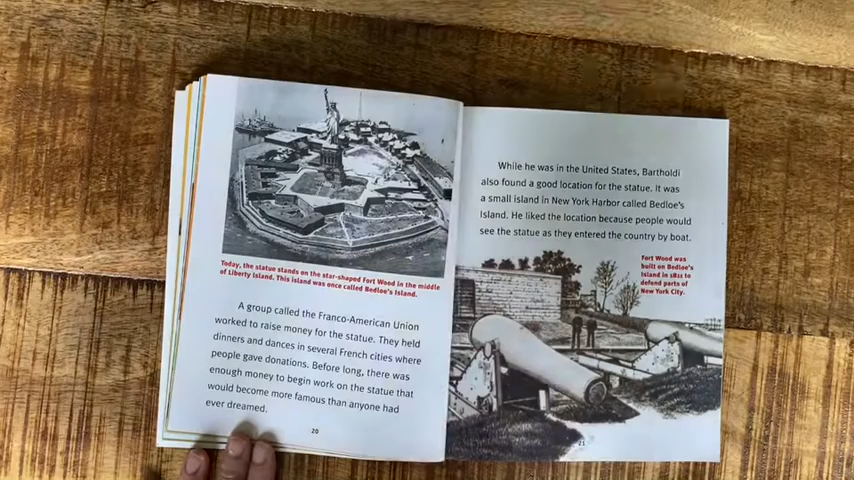 Today, the statue stands on the star-shaped Fort Wood in the middle
of Liberty Island. This island was once called Bedloe's Island.
A group called the Franco-American Union
worked to raise money for the statue. They held
dinners and dances in several French cities where
people gave donations. Before long, there was
enough money to begin work on the statue that
would become more famous than anyone had
ever dreamed.
20
While he was in the United States, Bartholdi
also found a good location for the statue. It was
a small island in New York Harbor called Bedloe's
Island. He liked the location because people would
see the statue as they entered the country by boat.
Fort Wood was
built on Bedloe's
Island in 1811 to
defend parts of
New York City.
21